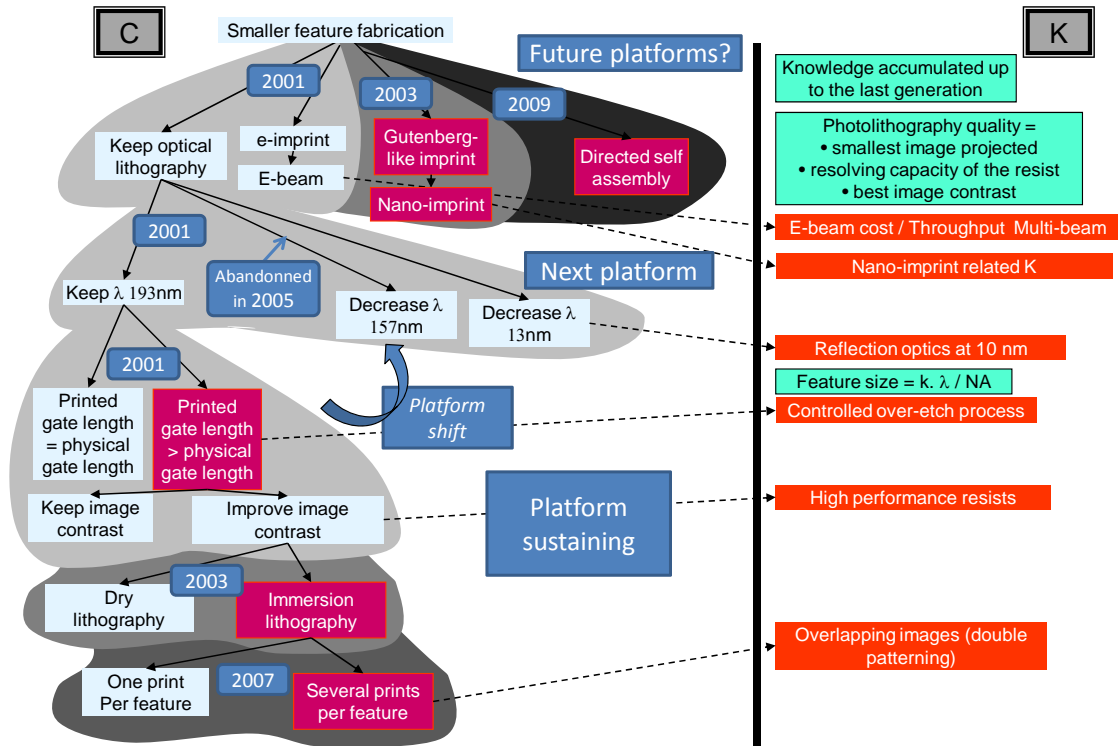 C
K
Smaller feature fabrication
Future platforms?
2001
2003
2009
Keep optical
lithography
e-imprint
E-beam
Gutenberg-
like imprint
Nano-imprint
Directed self
assembly
2001
Abandonned
in 2005
Next platform
Keep λ 193nm
Decrease λ
157nm
Decrease λ
13nm
2001
Printed
gate length
= physical
gate length
Printed
gate length
> physical
gate length
Platform
shift
Keep image
contrast
Improve image
contrast
Platform
sustaining
2003
Dry
lithography
Immersion
lithography
2007
One print
Per feature
Several prints
per feature
Knowledge accumulated up
to the last generation
Photolithography quality =
• smallest image projected
• resolving capacity of the resist
• best image contrast
E-beam cost / Throughput Multi-beam
Nano-imprint related K
Reflection optics at 10 nm
Feature size = k. λ / NA
Controlled over-etch process
High performance resists
Overlapping images (double
patterning)